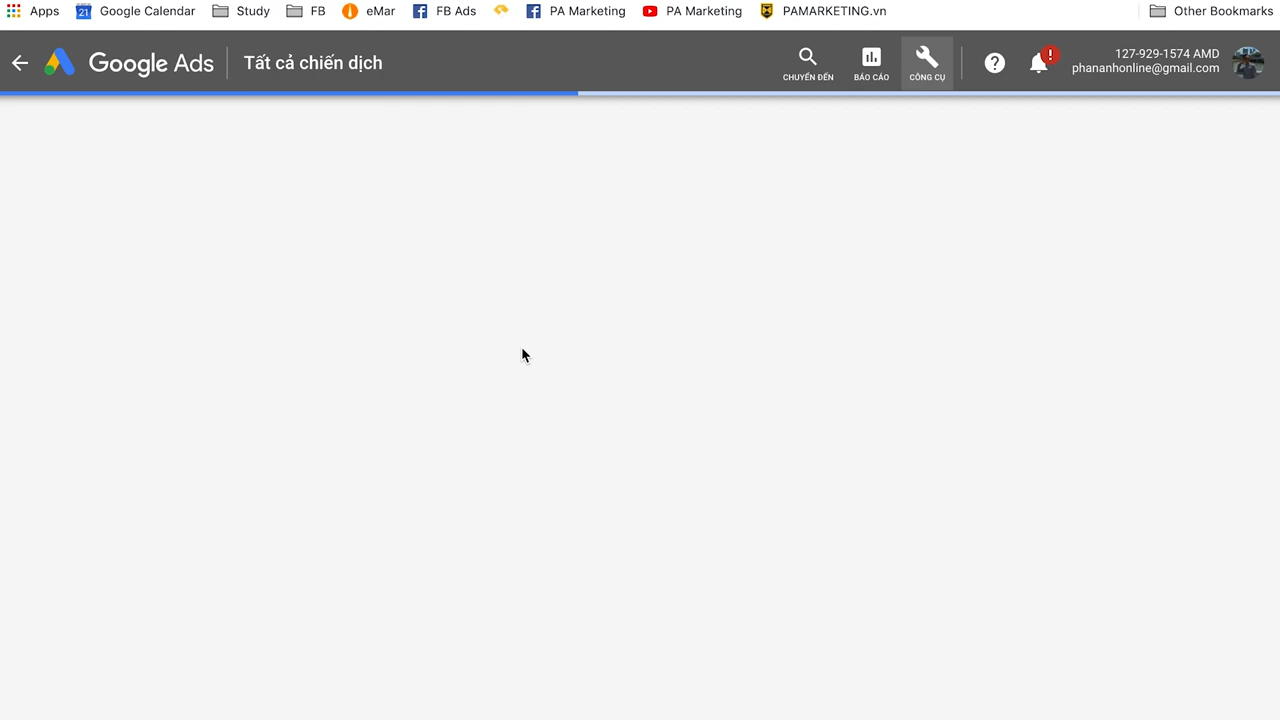 Apps
21
Google Calendar
Study
FB
eMar
FB Ads
PA Marketing
PA Marketing
PAMARKETING.vn
Other Bookmarks
Google Ads
Tất cả chiến dịch
CHUYỂN ĐẾN
BÁO CÁO
CÔNG CỤ
127-929-1574 AMD
phananhonline@gmail.com